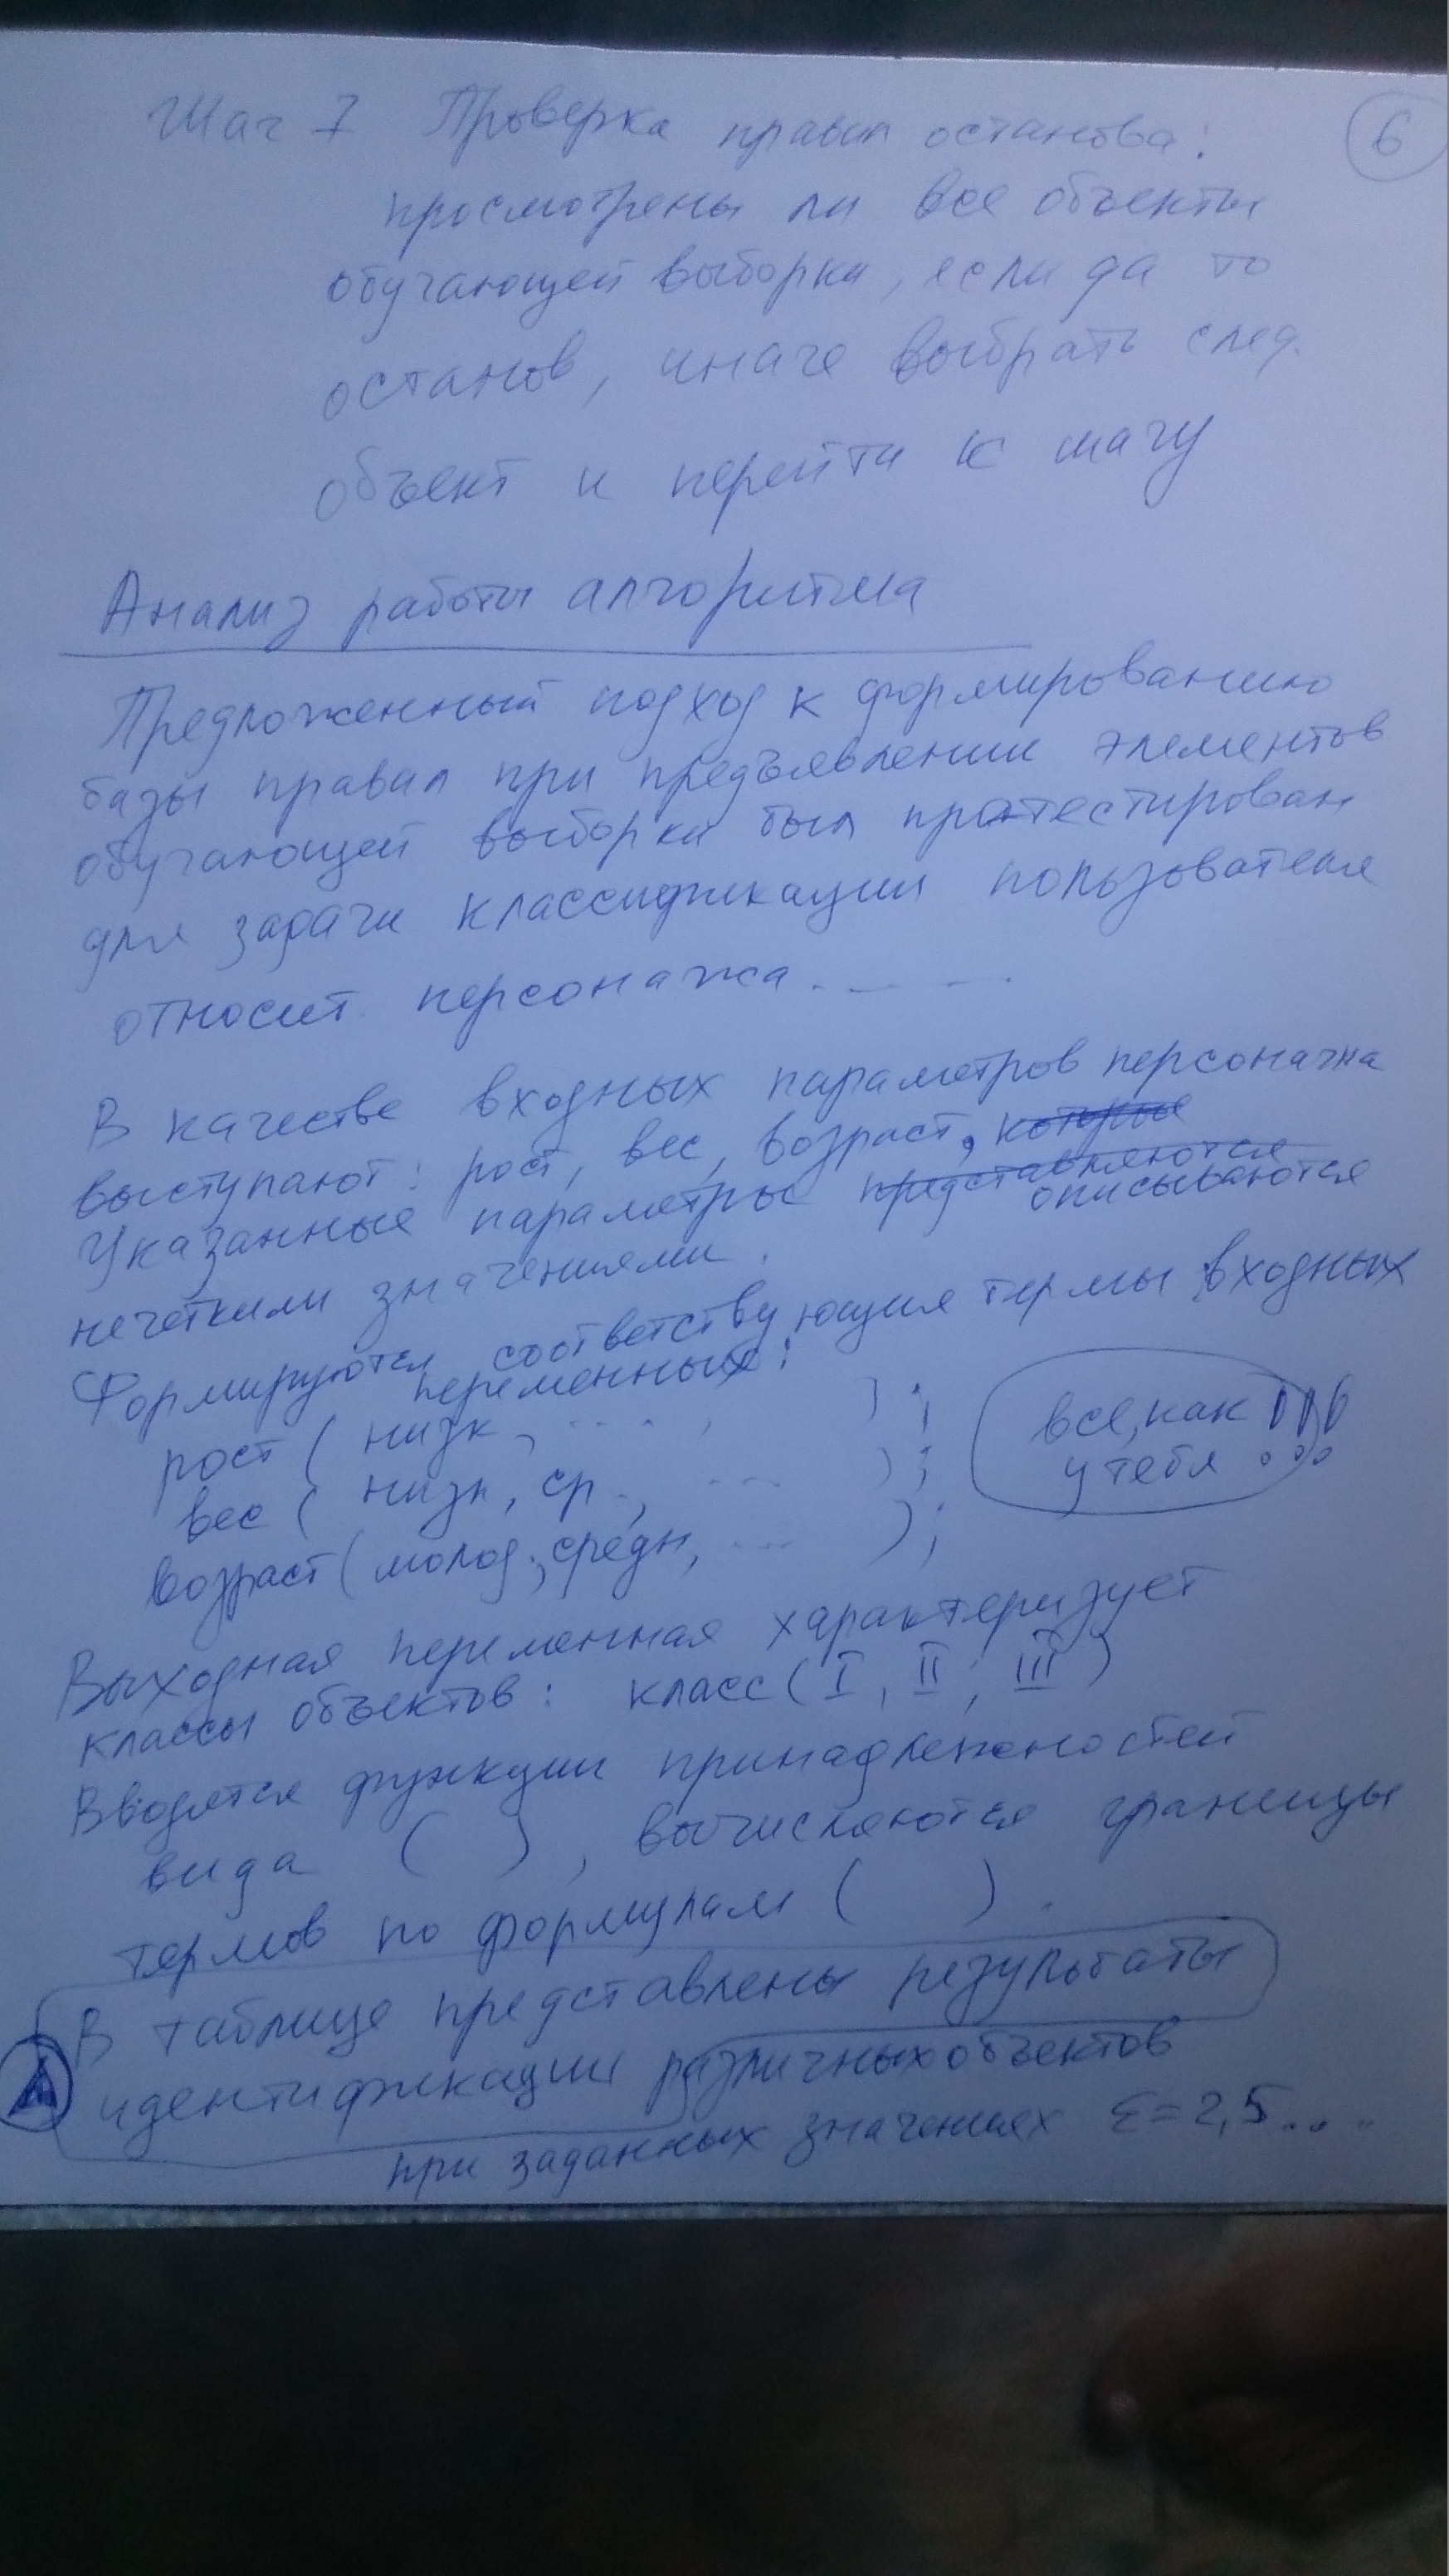 6
Шаг 7 Проверка правил останова:
просмотрены ли все объекты
обучающей выборки, если да то
останов, иначе выбрать след.
объект и перейти к шагу
Анализ работы алгоритма
Предложенный подход к формированию
базы правил при предъявлении элементов
обучающей выборки был протестирован
для задачи классификации пользователя
относит. персонажа.
В качестве входных параметров персонажа
выступают: рост, вес, возраст. которые
Указанные параметры представляются
описываются
нечеткими значениями.
Формируются соответствующие термы входных
переменных:
рост ( низк, .... , );
вес ( низк, ср., .... );
возраст (молод., средн, .... );
все, как !!!
у тебя
Выходная переменная характеризует
классы объектов: класс ( I, II, III )
Вводятся функции принадлежностей
вида ( ), вычисляются границы
термов по формулам ( ).
В таблице представлены результаты
идентификации различных объектов
при заданных значениях ε = 2,5....